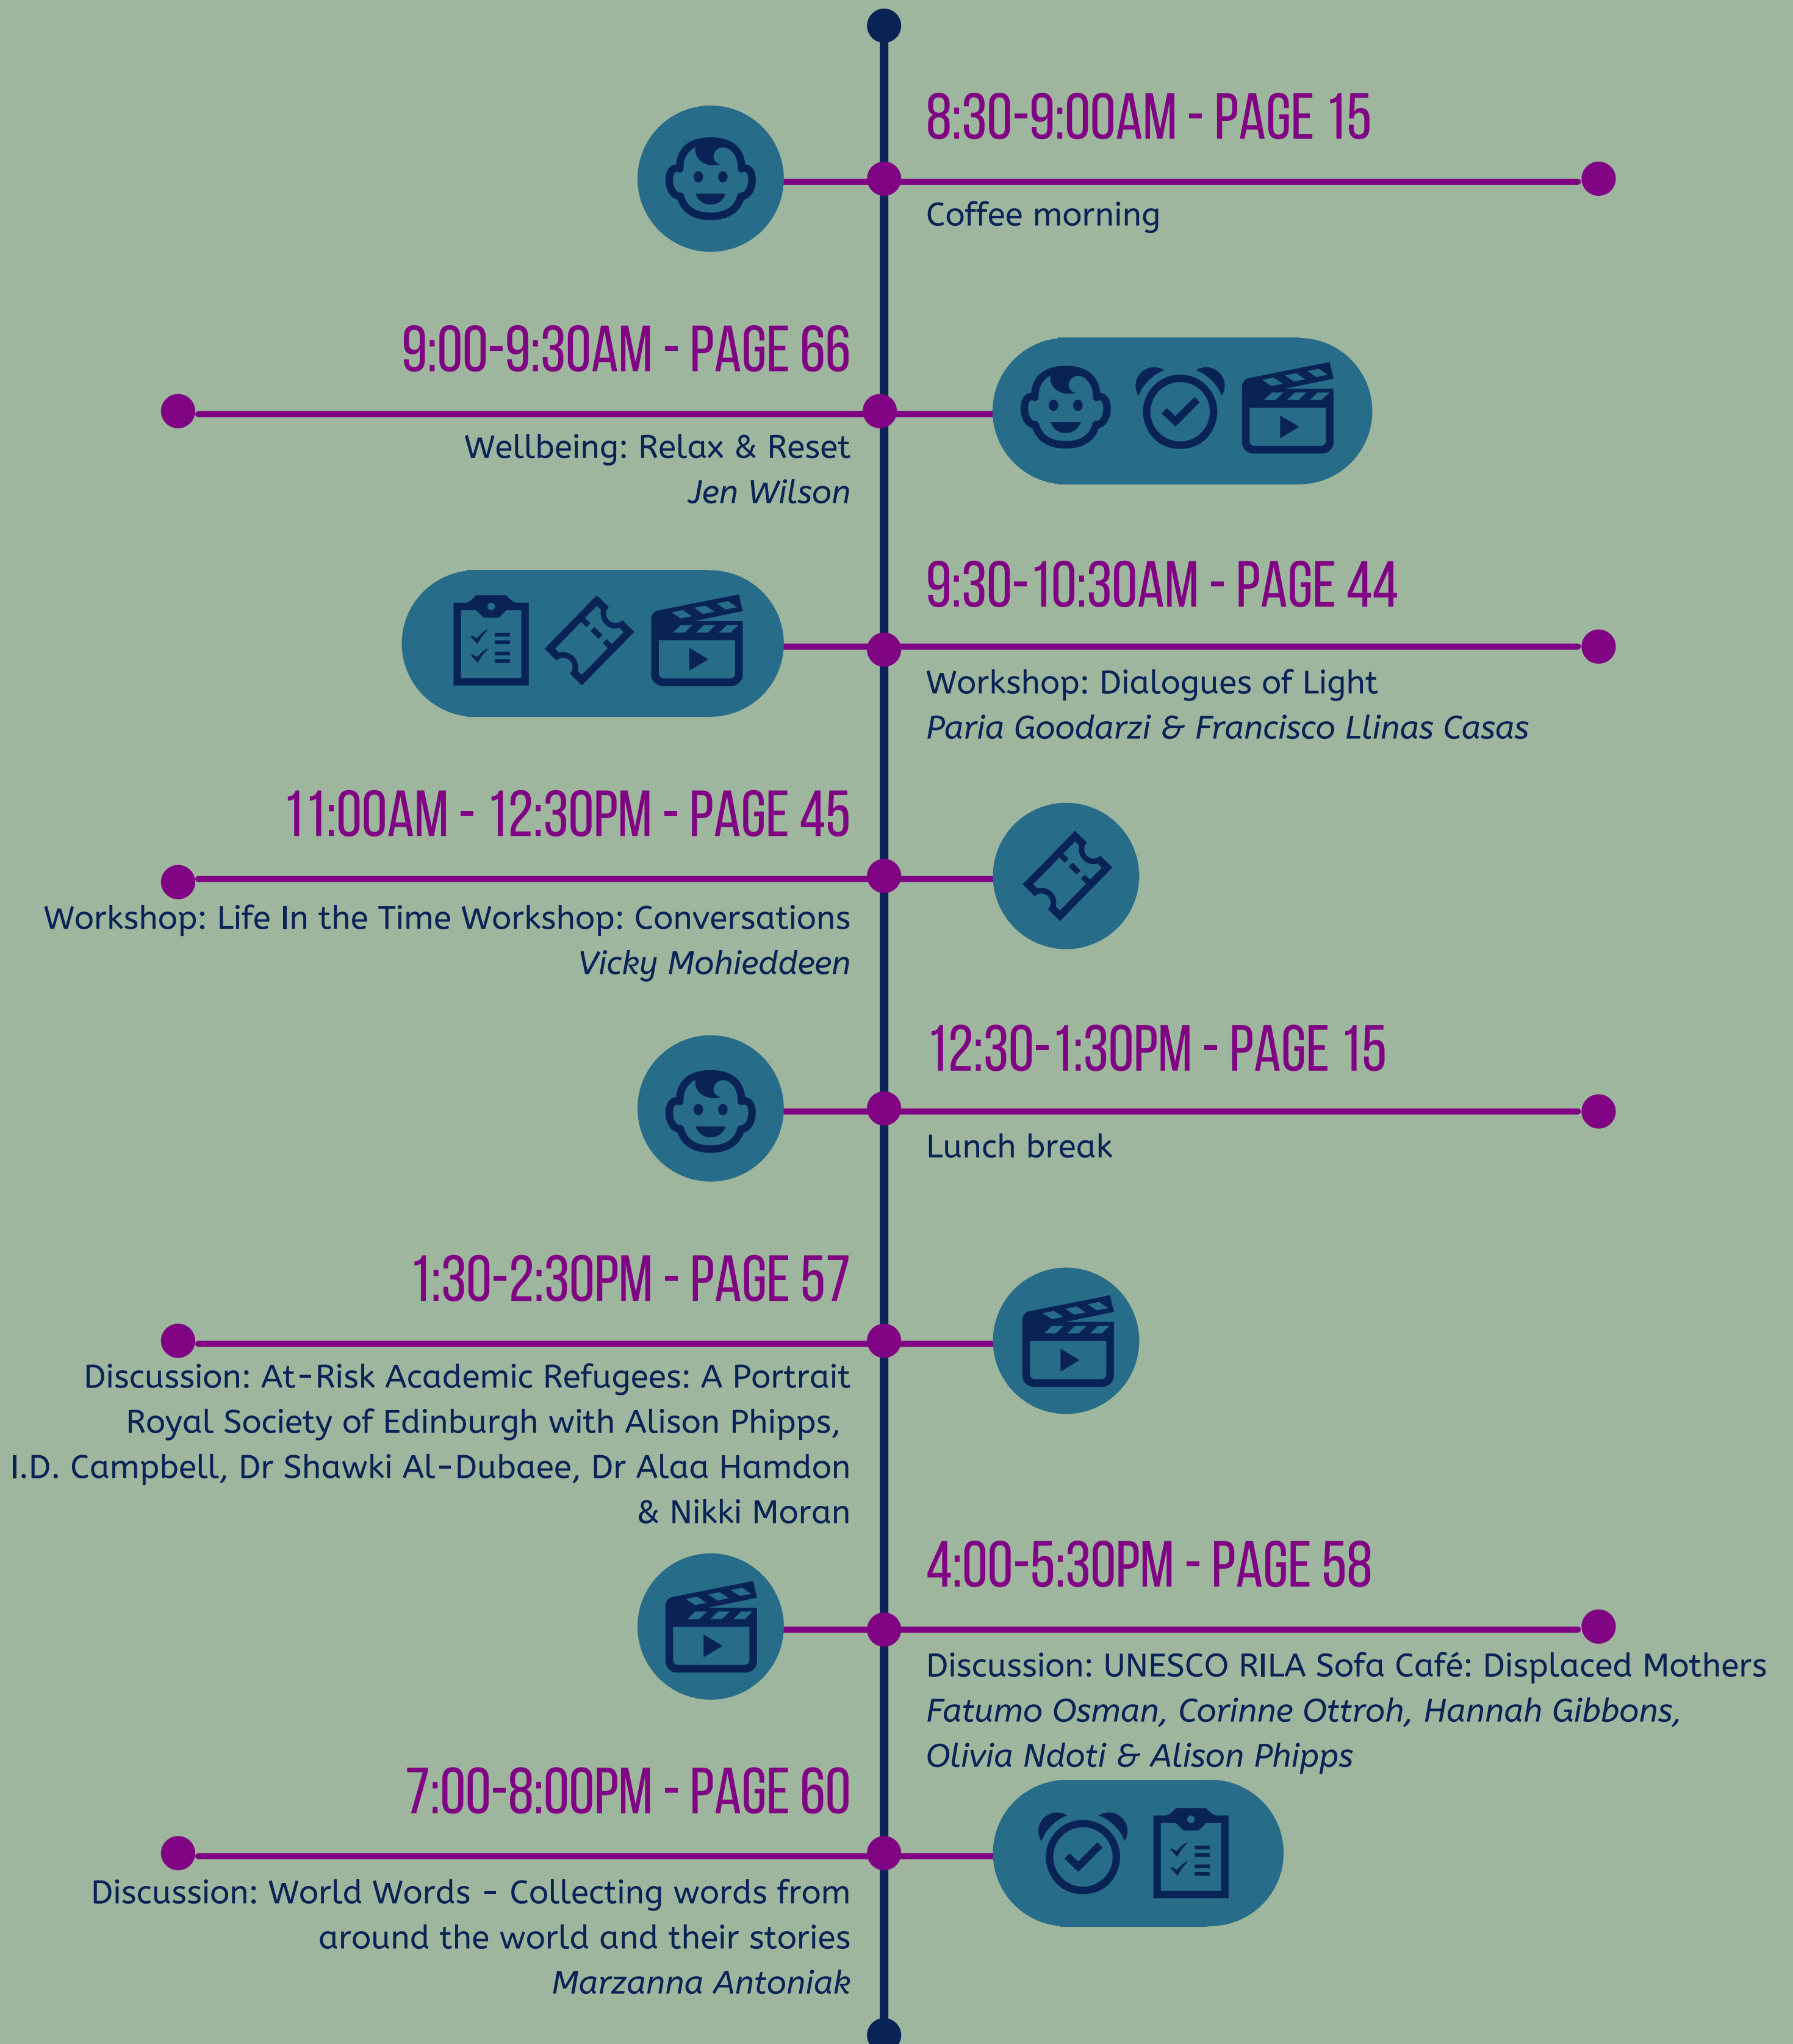 8:30-9:00AM - PAGE 15
Coffee morning
9:00-9:30AM - PAGE 66
Wellbeing: Relax & Reset
Jen Wilson
9:30-10:30AM - PAGE 44
Workshop: Dialogues of Light
Paria Goodarzi & Francisco Llinas Casas
11:00AM - 12:30PM - PAGE 45
Workshop: Life In the Time Workshop: Conversations
Vicky Mohieddeen
12:30-1:30PM - PAGE 15
Lunch break
1:30-2:30PM - PAGE 57
Discussion: At-Risk Academic Refugees: A Portrait
Royal Society of Edinburgh with Alison Phipps,
I.D. Campbell, Dr Shawki Al-Dubaee, Dr Alaa Hamdon
& Nikki Moran
4:00-5:30PM - PAGE 58
Discussion: UNESCO RILA Sofa Café: Displaced Mothers
Fatumo Osman, Corinne Ottroh, Hannah Gibbons,
Olivia Ndoti & Alison Phipps
7:00-8:00PM - PAGE 60
Discussion: World Words - Collecting words from
around the world and their stories
Marzanna Antoniak